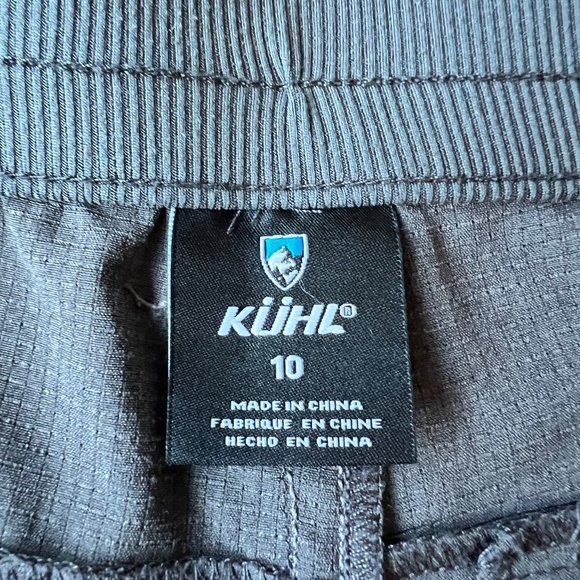 KÜHL®
10
MADE IN CHINA
FABRIQUE EN CHINE
HECHO EN CHINA